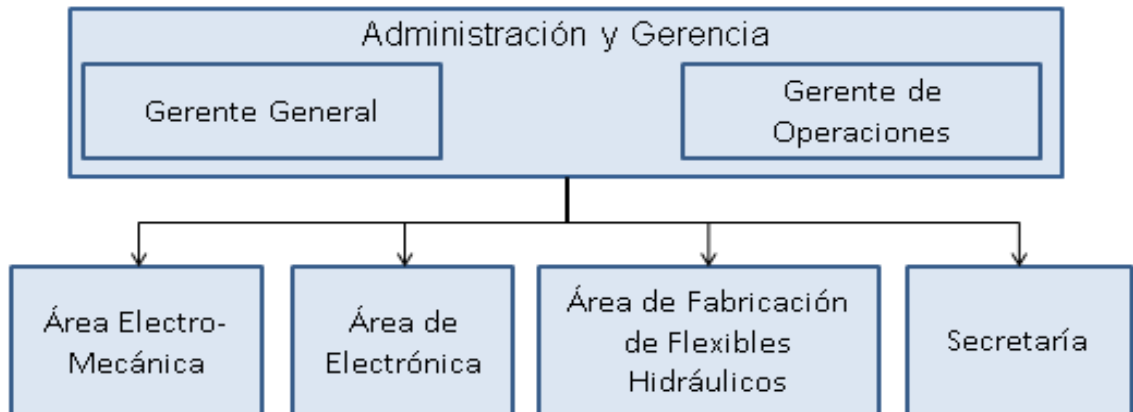 Administración y Gerencia
Gerente General
Gerente de
Operaciones
Área Electro-
Mecánica
Área de
Electrónica
Área de Fabricación
de Flexibles
Hidráulicos
Secretaría